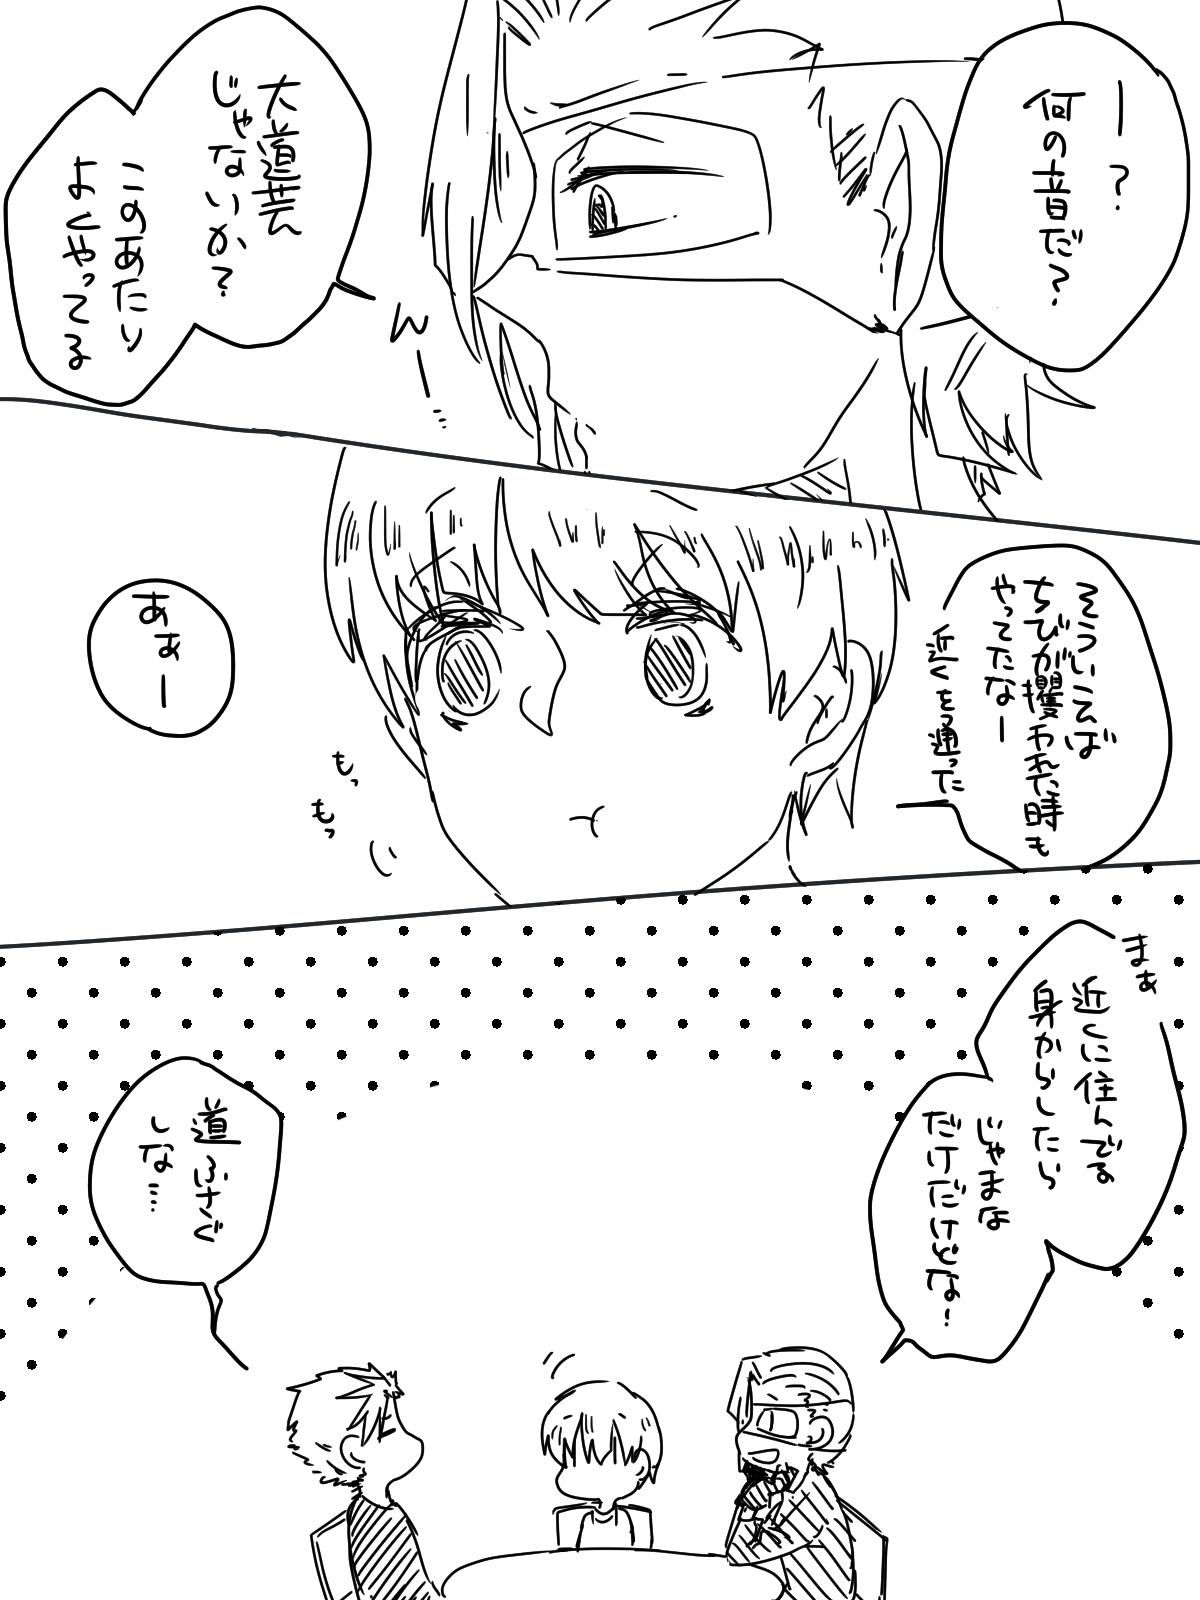 ー？
何の音だ？
大道芸
じゃないか？
このあたり
よくやってる
んー…
そういえば
ちびが攫われた時も
やってたなー
近くを通った
あぁー
もっ
もっ
まぁ
近くに住んでる
身からしたら
じゃまな
だけだけどな！
道ふさぐ
しな…